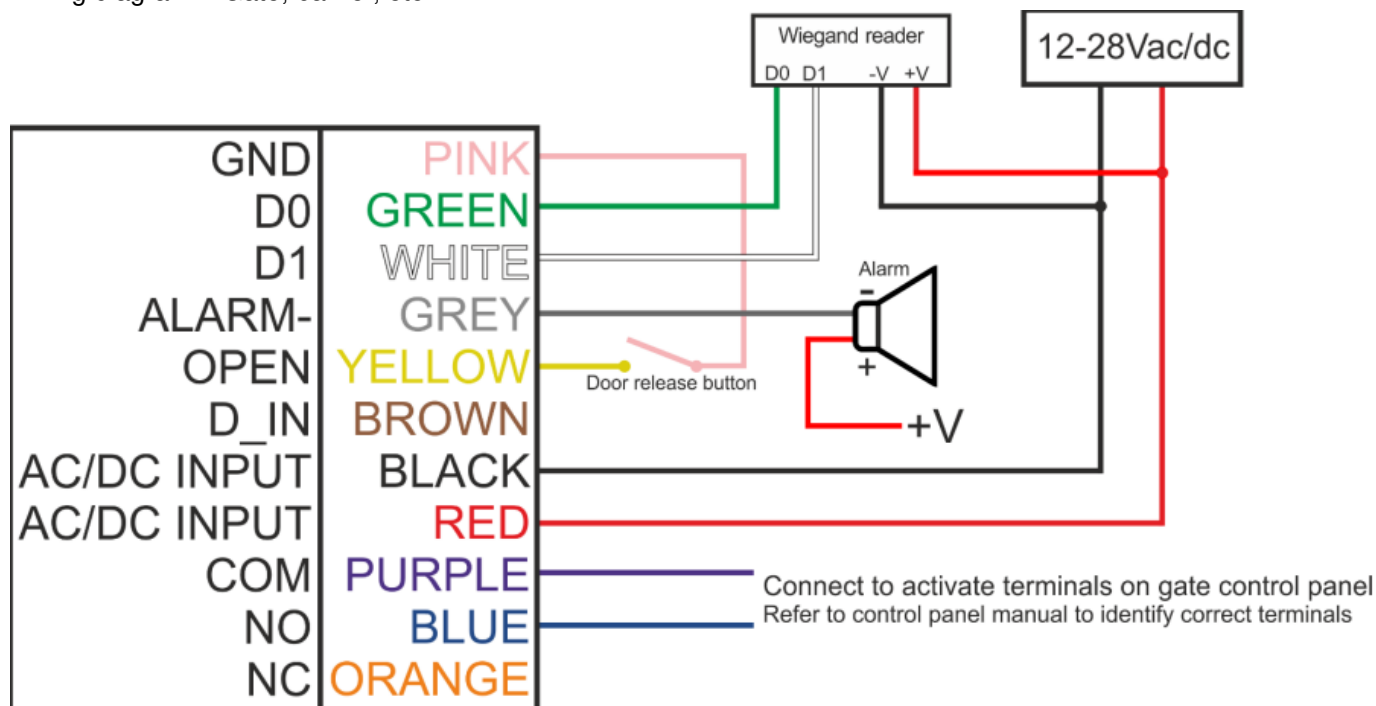 Wiegand reader
D0 D1 -V +V
12-28Vac/dc
GND PINK
D0 GREEN
D1 WHITE
ALARM- GREY
OPEN YELLOW
D_IN BROWN
AC/DC INPUT BLACK
AC/DC INPUT RED
COM PURPLE
NO BLUE
NC ORANGE
Alarm
-
+
+V
Door release button
Connect to activate terminals on gate control panel
Refer to control panel manual to identify correct terminals